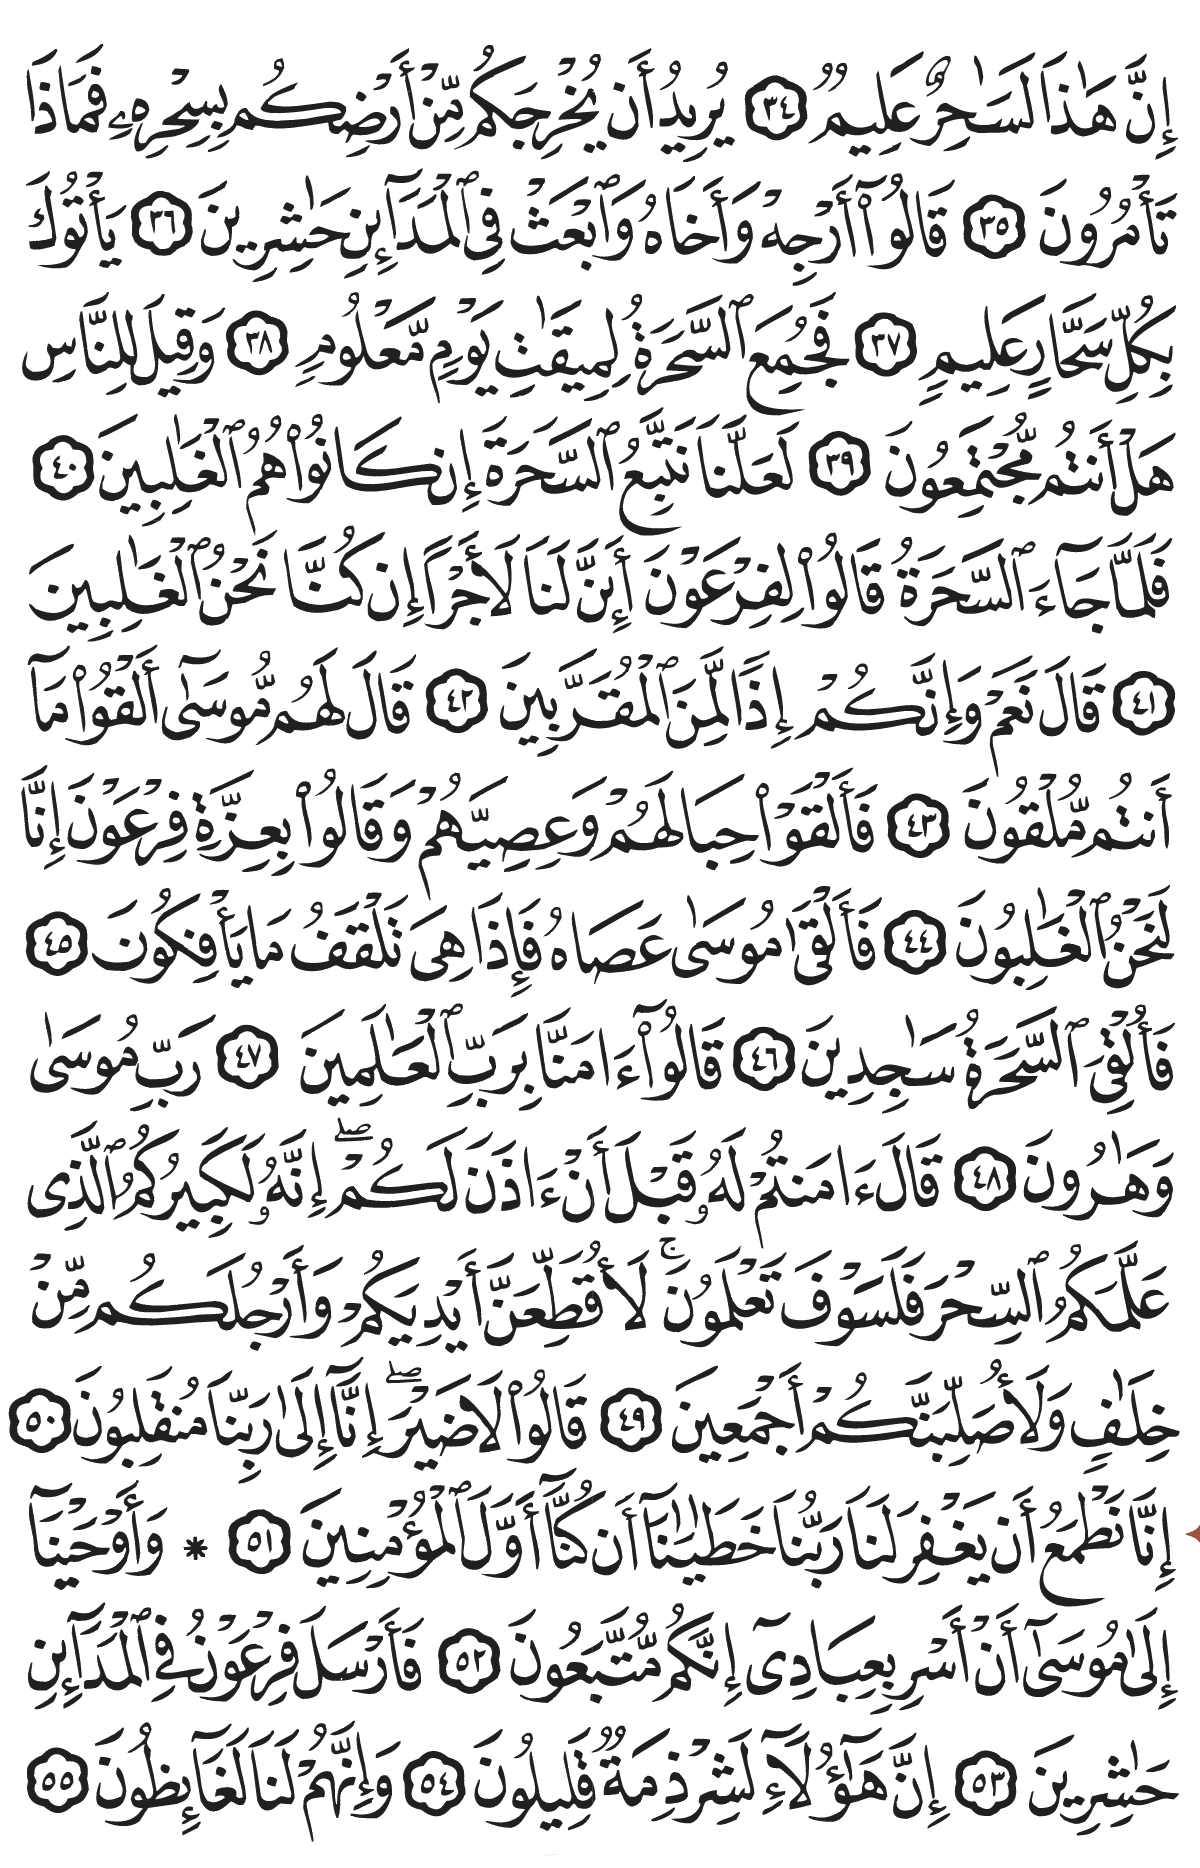 إِنَّ هَـٰذَا لَسَـٰحِرٌ عَلِيمٌ ٣٤ يُرِيدُ أَن يُخْرِجَكُم مِّنْ أَرْضِكُم بِسِحْرِهِۦ فَمَاذَا
تَأْمُرُونَ ٣٥ قَالُوٓا۟ أَرْجِهْ وَأَخَاهُ وَٱبْعَثْ فِى ٱلْمَدَآئِنِ حَـٰشِرِينَ ٣٦ يَأْتُوكَ
بِكُلِّ سَحَّارٍ عَلِيمٍ ٣٧ فَجُمِعَ ٱلسَّحَرَةُ لِمِيقَـٰتِ يَوْمٍ مَّعْلُومٍ ٣٨ وَقِيلَ لِلنَّاسِ
هَلْ أَنتُم مُّجْتَمِعُونَ ٣٩ لَعَلَّنَا نَتَّبِعُ ٱلسَّحَرَةَ إِن كَانُوا۟ هُمُ ٱلْغَـٰلِبِينَ ٤٠
فَلَمَّا جَآءَ ٱلسَّحَرَةُ قَالُوا۟ لِفِرْعَوْنَ أَئِنَّ لَنَا لَأَجْرًا إِن كُنَّا نَحْنُ ٱلْغَـٰلِبِينَ
٤١ قَالَ نَعَمْ وَإِنَّكُمْ إِذًا لَّمِنَ ٱلْمُقَرَّبِينَ ٤٢ قَالَ لَهُم مُّوسَىٰٓ أَلْقُوا۟ مَآ
أَنتُم مُّلْقُونَ ٤٣ فَأَلْقَوْا۟ حِبَالَهُمْ وَعِصِيَّهُمْ وَقَالُوا۟ بِعِزَّةِ فِرْعَوْنَ إِنَّا
لَنَحْنُ ٱلْغَـٰلِبُونَ ٤٤ فَأَلْقَىٰ مُوسَىٰ عَصَاهُ فَإِذَا هِىَ تَلْقَفُ مَا يَأْفِكُونَ ٤٥
فَأُلْقِىَ ٱلسَّحَرَةُ سَـٰجِدِينَ ٤٦ قَالُوٓا۟ ءَامَنَّا بِرَبِّ ٱلْعَـٰلَمِينَ ٤٧ رَبِّ مُوسَىٰ
وَهَـٰرُونَ ٤٨ قَالَ ءَامَنتُمْ لَهُۥ قَبْلَ أَنْ ءَاذَنَ لَكُمْ ۖ إِنَّهُۥ لَكَبِيرُكُمُ ٱلَّذِى
عَلَّمَكُمُ ٱلسِّحْرَ فَلَسَوْفَ تَعْلَمُونَ ۚ لَأُقَطِّعَنَّ أَيْدِيَكُمْ وَأَرْجُلَكُم مِّنْ
خِلَـٰفٍ وَلَأُصَلِّبَنَّكُمْ أَجْمَعِينَ ٤٩ قَالُوا۟ لَا ضَيْرَ ۖ إِنَّآ إِلَىٰ رَبِّنَا مُنقَلِبُونَ ٥٠
إِنَّا نَطْمَعُ أَن يَغْفِرَ لَنَا رَبُّنَا خَطَـٰيَـٰنَآ أَن كُنَّآ أَوَّلَ ٱلْمُؤْمِنِينَ ٥١ * وَأَوْحَيْنَآ
إِلَىٰ مُوسَىٰٓ أَنْ أَسْرِ بِعِبَادِىٓ إِنَّكُم مُّتَّبَعُونَ ٥٢ فَأَرْسَلَ فِرْعَوْنُ فِى ٱلْمَدَآئِنِ
حَـٰشِرِينَ ٥٣ إِنَّ هَـٰٓؤُلَآءِ لَشِرْذِمَةٌ قَلِيلُونَ ٥٤ وَإِنَّهُمْ لَنَا لَغَآئِظُونَ ٥٥